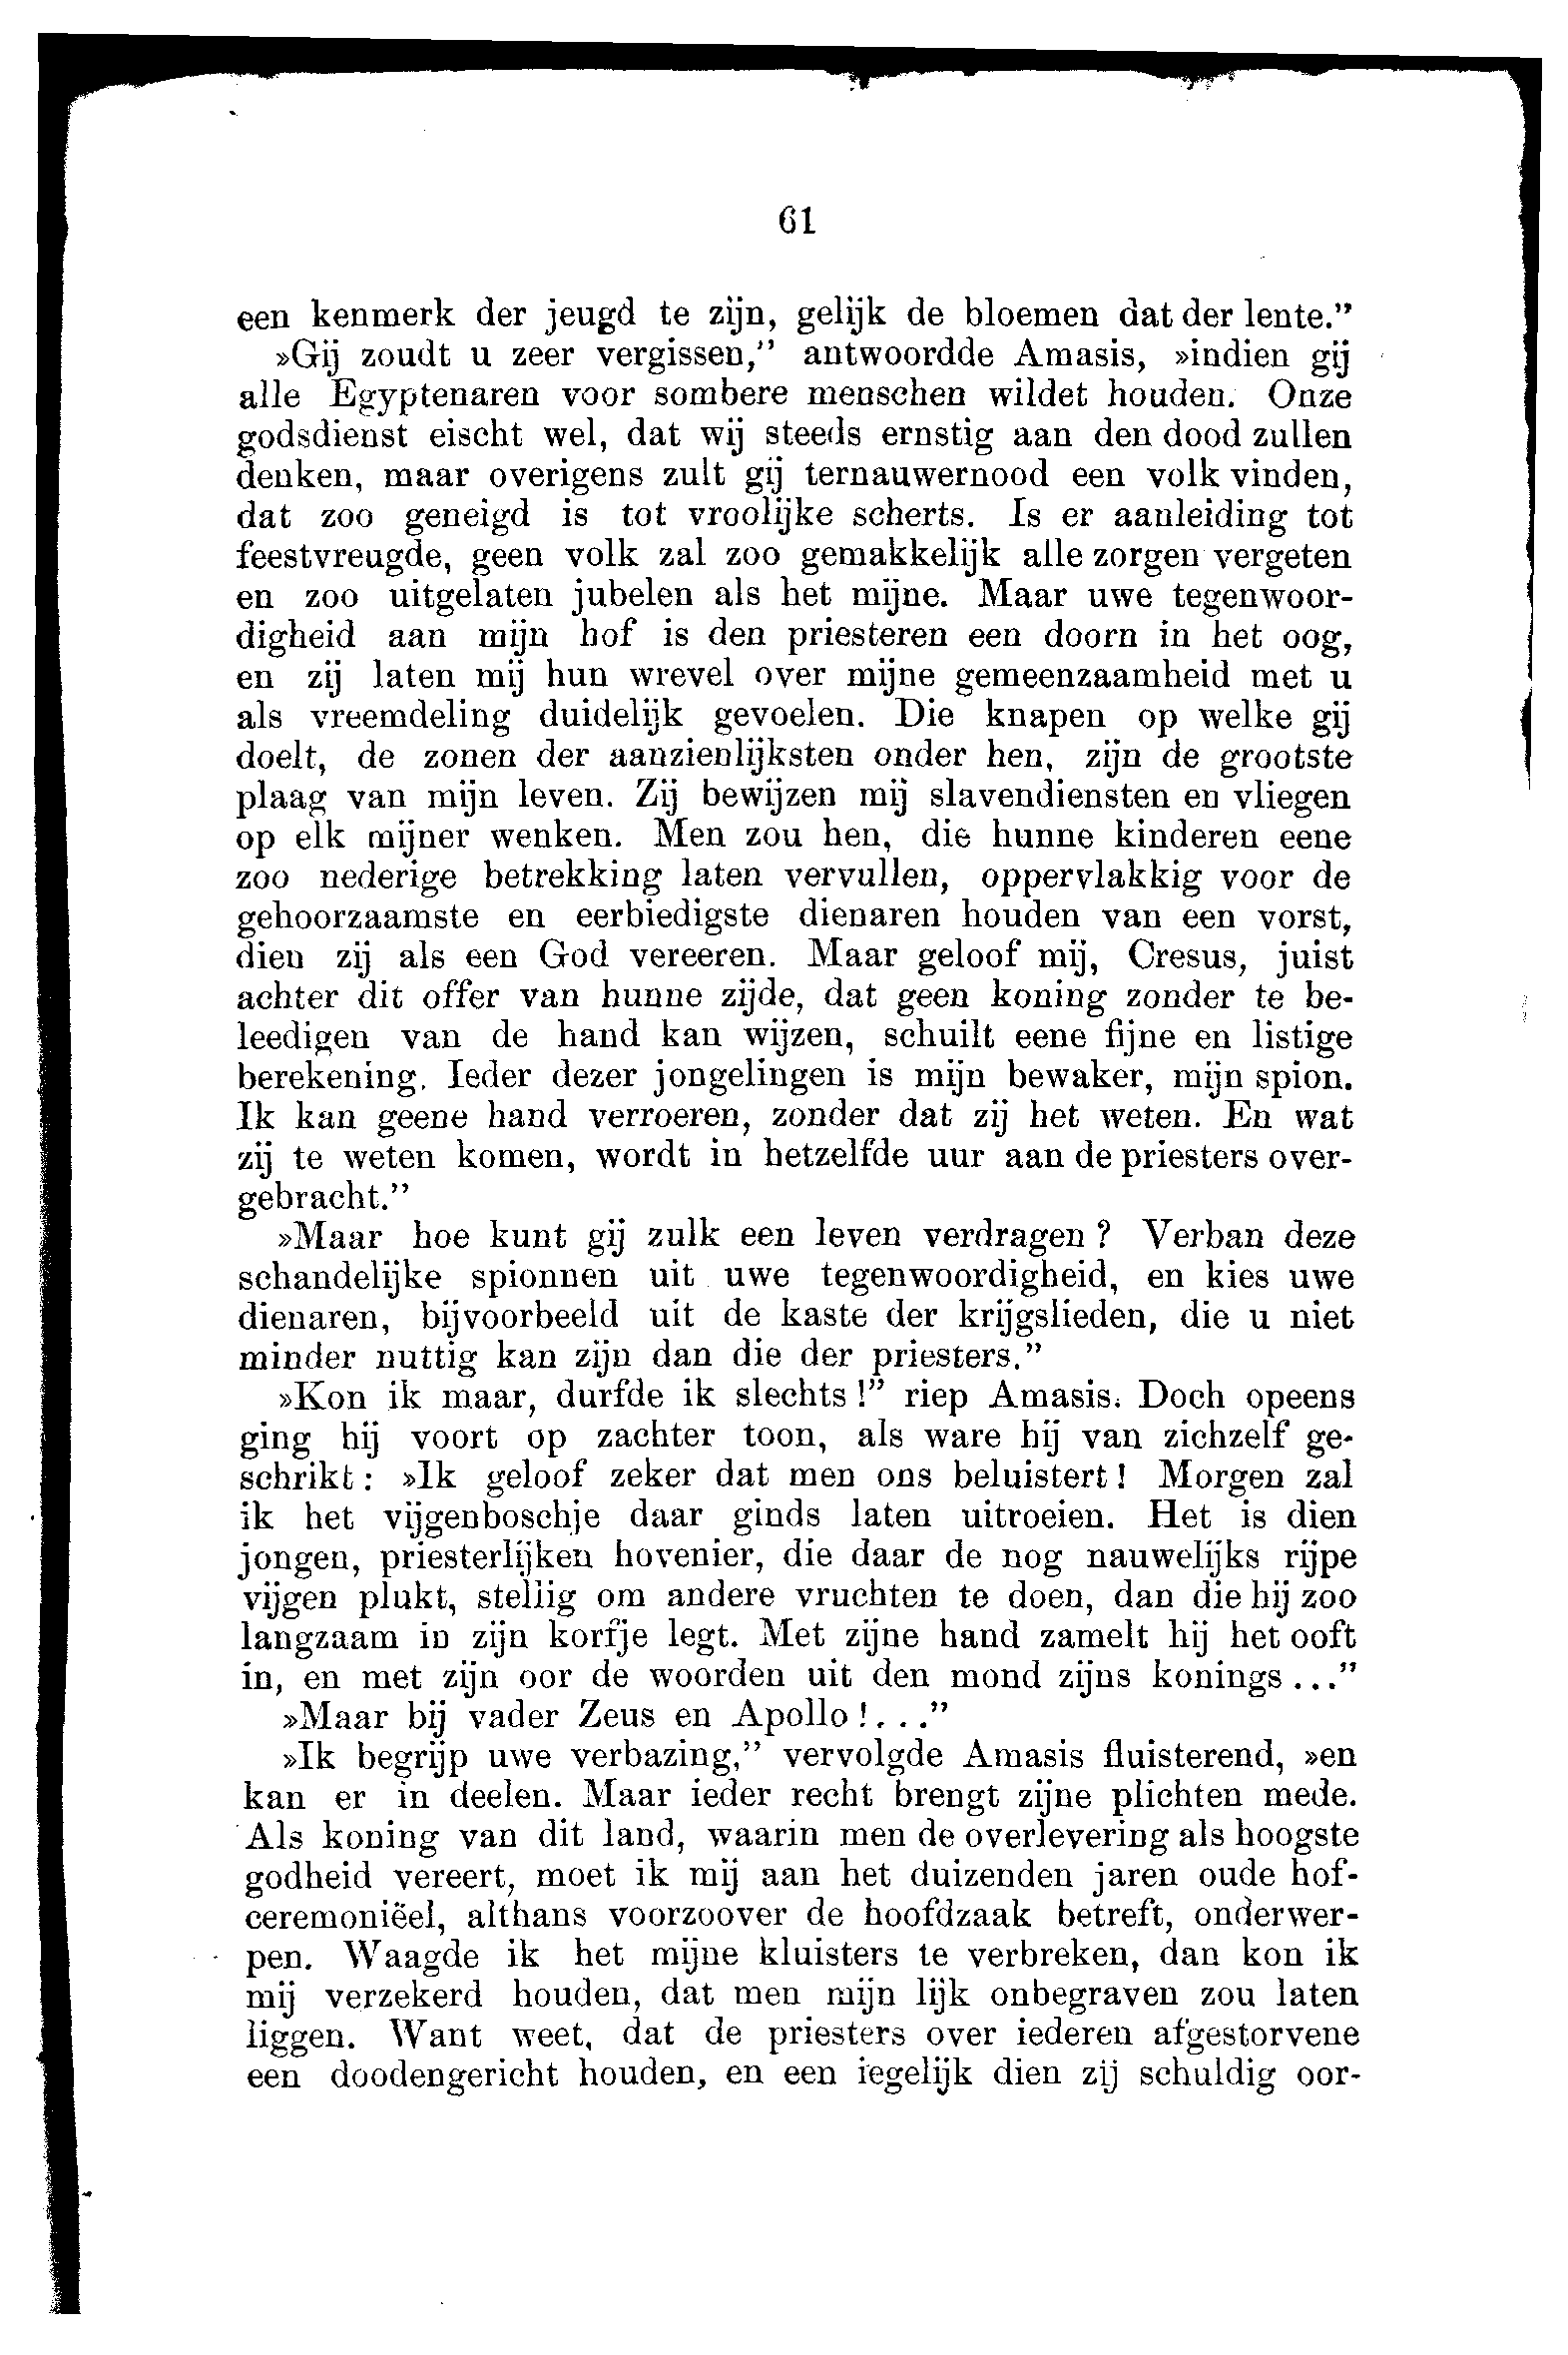 61
een kenmerk der jeugd te zijn, gelijk de bloemen dat der lente.”
»Gij zoudt u zeer vergissen,” antwoordde Amasis, »indien gij
alle Egyptenaren voor sombere menschen wildet houden. Onze
godsdienst eischt wel, dat wij steeds ernstig aan den dood zullen
denken, maar overigens zult gij ternauwernood een volk vinden,
dat zoo geneigd is tot vroolijke scherts. Is er aanleiding tot
feestvreugde, geen volk zal zoo gemakkelijk alle zorgen vergeten
en zoo uitgelaten jubelen als het mijne. Maar uwe tegenwoor-
digheid aan mijn hof is den priesteren een doorn in het oog,
en zij laten mij hun wrevel over mijne gemeenzaamheid met u
als vreemdeling duidelijk gevoelen. Die knapen op welke gij
doelt, de zonen der aanzienlijksten onder hen, zijn de grootste
plaag van mijn leven. Zij bewijzen mij slavendiensten en vliegen
op elk mijner wenken. Men zou hen, die hunne kinderen eene
zoo nederige betrekking laten vervullen, oppervlakkig voor de
gehoorzaamste en eerbiedigste dienaren houden van een vorst,
dien zij als een God vereeren. Maar geloof mij, Cresus, juist
achter dit offer van hunne zijde, dat geen koning zonder te be-
leedigen van de hand kan wijzen, schuilt eene fijne en listige
berekening. Ieder dezer jongelingen is mijn bewaker, mijn spion.
Ik kan geene hand verroeren, zonder dat zij het weten. En wat
zij te weten komen, wordt in hetzelfde uur aan de priesters over-
gebracht.”
»Maar hoe kunt gij zulk een leven verdragen? Verban deze
schandelijke spionnen uit uwe tegenwoordigheid, en kies uwe
dienaren, bijvoorbeeld uit de kaste der krijgslieden, die u niet
minder nuttig kan zijn dan die der priesters.”
»Kon ik maar, durfde ik slechts!” riep Amasis. Doch opeens
ging hij voort op zachter toon, als ware hij van zichzelf ge-
schrikt: »Ik geloof zeker dat men ons beluistert! Morgen zal
ik het vijgenboschje daar ginds laten uitroeien. Het is dien
jongen, priesterlijken hovenier, die daar de nog nauwelijks rijpe
vijgen plukt, stellig om andere vruchten te doen, dan die hij zoo
langzaam in zijn korfje legt. Met zijne hand zamelt hij het ooft
in, en met zijn oor de woorden uit den mond zijns konings...”
»Maar bij vader Zeus en Apollo!...”
»Ik begrijp uwe verbazing,” vervolgde Amasis fluisterend, »en
kan er in deelen. Maar ieder recht brengt zijne plichten mede.
Als koning van dit land, waarin men de overlevering als hoogste
godheid vereert, moet ik mij aan het duizenden jaren oude hof-
ceremoniëel, althans voorzoover de hoofdzaak betreft, onderwer-
pen. Waagde ik het mijne kluisters te verbreken, dan kon ik
mij verzekerd houden, dat men mijn lijk onbegraven zou laten
liggen. Want weet, dat de priesters over iederen afgestorvene
een doodengericht houden, en een iegelijk dien zij schuldig oor-